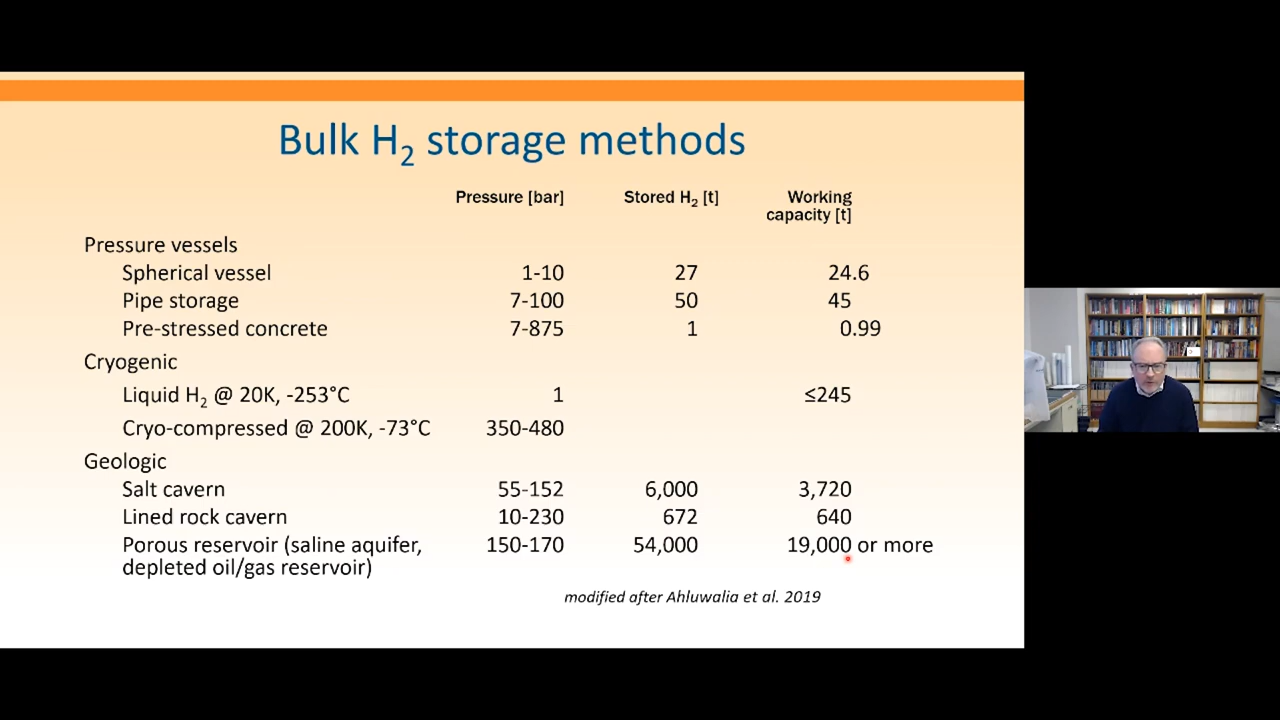 Bulk H₂ storage methods
Pressure [bar] Stored H₂ [t] Working capacity [t]
Pressure vessels
Spherical vessel 1-10 27 24.6
Pipe storage 7-100 50 45
Pre-stressed concrete 7-875 1 0.99
Cryogenic
Liquid H₂ @ 20K, -253°C 1 ≤245
Cryo-compressed @ 200K, -73°C 350-480
Geologic
Salt cavern 55-152 6,000 3,720
Lined rock cavern 10-230 672 640
Porous reservoir (saline aquifer, 150-170 54,000 19,000 or more
depleted oil/gas reservoir)
modified after Ahluwalia et al. 2019